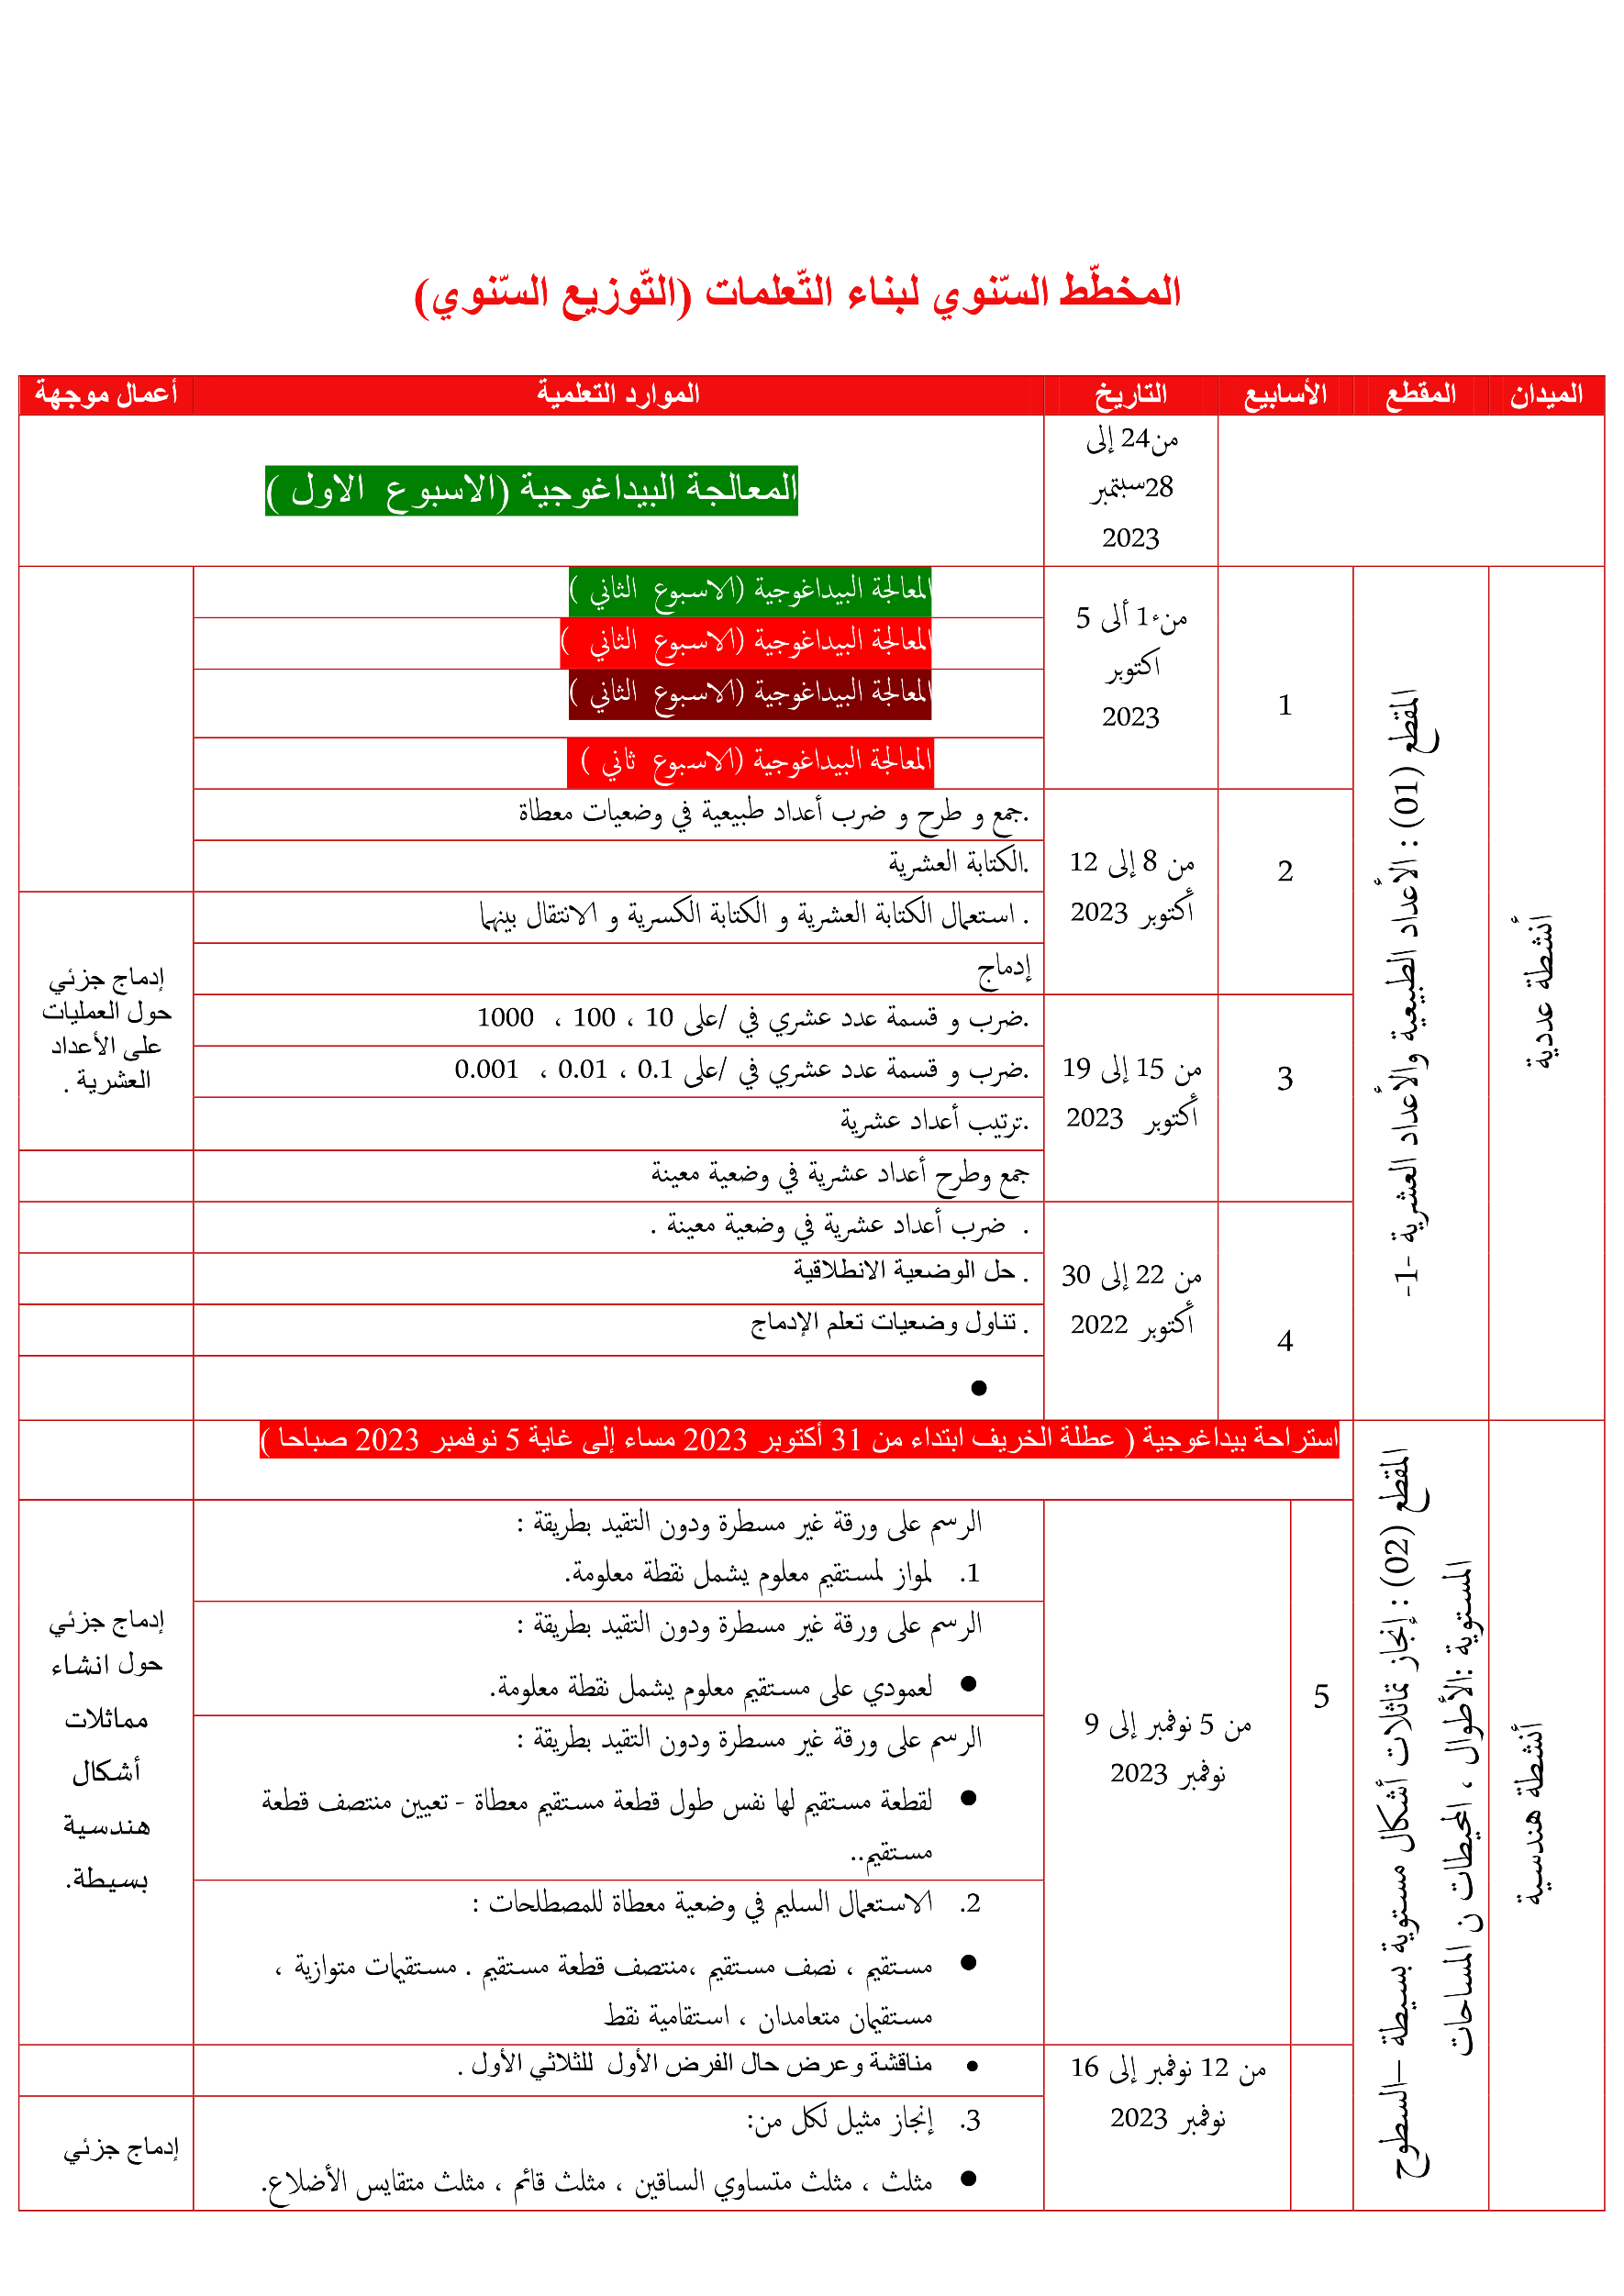 المخطّط السّنوي لبناء التّعلمات (التّوزيع السّنوي)
الميدان المقطع الأسابيع التاريخ الموارد التعلمية أعمال موجهة
من24 إلى
28سبتمبر
2023
المعالجة البيداغوجية (الاسبوع الاول )
أنشطة عددية
المقطع (01) : الأعداد الطبيعية والأعداد العشرية -1-
1
من1ء ألى 5
اكتوبر
2023
المعالجة البيداغوجية (الاسبوع الثاني )
المعالجة البيداغوجية (الاسبوع الثاني )
المعالجة البيداغوجية (الاسبوع الثاني )
المعالجة البيداغوجية (الاسبوع ثاني )
2
من 8 إلى 12
أكتوبر 2023
.جمع و طرح و ضرب أعداد طبيعية في وضعيات معطاة
.الكتابة العشرية
. استعمال الكتابة العشرية و الكتابة الكسرية و الانتقال بينهما
إدماج
إدماج جزئي
حول العمليات
على الأعداد
العشرية .
3
من 15 إلى 19
أكتوبر 2023
.ضرب و قسمة عدد عشري في /على 10 ، 100 ، 1000
.ضرب و قسمة عدد عشري في /على 0.1 ، 0.01 ، 0.001
.ترتيب أعداد عشرية
جمع وطرح أعداد عشرية في وضعية معينة
4
من 22 إلى 30
أكتوبر 2022
. ضرب أعداد عشرية في وضعية معينة .
. حل الوضعية الانطلاقية
. تناول وضعيات تعلم الإدماج
●
أنشطة هندسية
المقطع (02) : إنجاز تماثلات أشكال مستوية بسيطة –السطوح
المستوية :الأطوال ، المحيطات ن المساحات
استراحة بيداغوجية ( عطلة الخريف ابتداء من 31 أكتوبر 2023 مساء إلى غاية 5 نوفمبر 2023 صباحا )
5
من 5 نوفمبر إلى 9
نوفمبر 2023
الرسم على ورقة غير مسطرة ودون التقيد بطريقة :
1. لمواز لمستقيم معلوم يشمل نقطة معلومة.
الرسم على ورقة غير مسطرة ودون التقيد بطريقة :
● لعمودي على مستقيم معلوم يشمل نقطة معلومة.
الرسم على ورقة غير مسطرة ودون التقيد بطريقة :
● لقطعة مستقيم لها نفس طول قطعة مستقيم معطاة - تعيين منتصف قطعة
مستقيم..
2. الاستعمال السليم في وضعية معطاة للمصطلحات :
● مستقيم ، نصف مستقيم ،منتصف قطعة مستقيم . مستقيمات متوازية ،
مستقيمان متعامدان ، استقامية نقط
إدماج جزئي
حول انشاء
مماثلات
أشكال
هندسية
بسيطة.
من 12 نوفمبر إلى 16
نوفمبر 2023
● مناقشة وعرض حال الفرض الأول للثلاثي الأول .
3. إنجاز مثيل لكل من:
● مثلث ، مثلث متساوي الساقين ، مثلث قائم ، مثلث متقايس الأضلاع.
إدماج جزئي